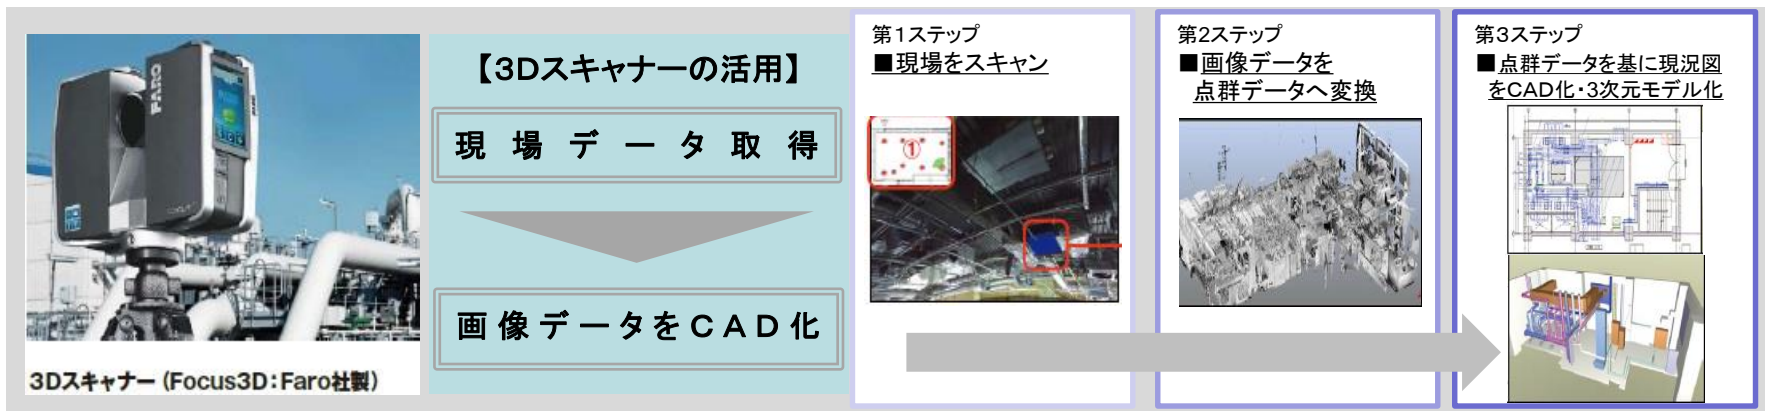 FARO
3Dスキャナー(Focus3D:Faro社製)
【3Dスキャナーの活用】
現場データ取得
画像データをCAD化
第1ステップ
■現場をスキャン
①
第2ステップ
■画像データを
点群データへ変換
第3ステップ
■点群データを基に現況図
をCAD化・3次元モデル化